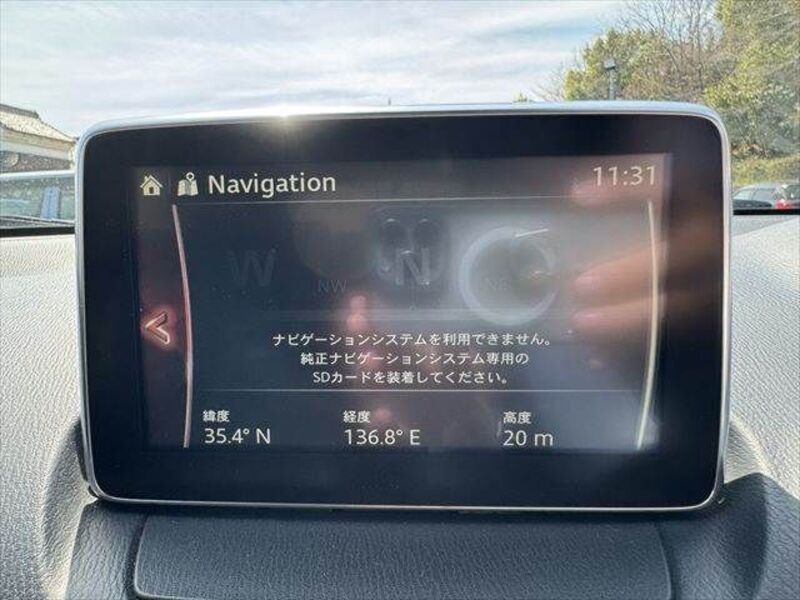 Navigation
11:31
W NW N NE
ナビゲーションシステムを利用できません。
純正ナビゲーションシステム専用の
SDカードを装着してください。
緯度 経度 高度
35.4° N 136.8° E 20 m